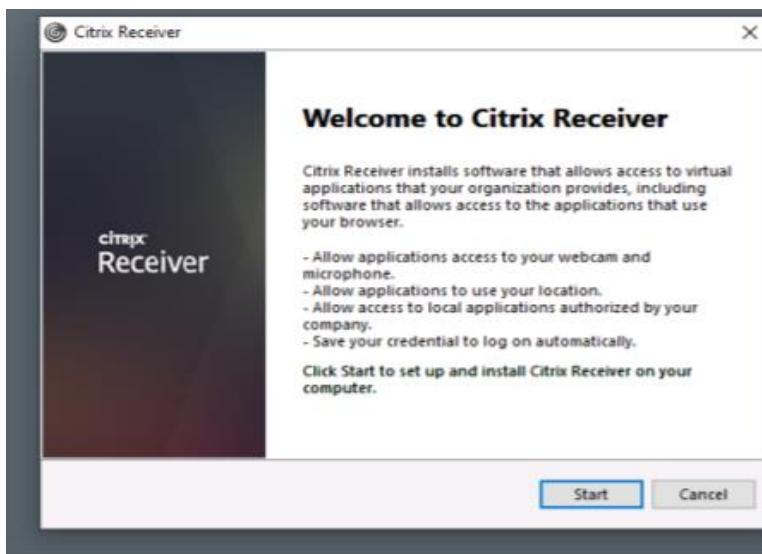 Citrix Receiver
Welcome to Citrix Receiver
Citrix Receiver installs software that allows access to virtual
applications that your organization provides, including
software that allows access to the applications that use
your browser.
- Allow applications access to your webcam and
microphone.
- Allow applications to use your location.
- Allow access to local applications authorized by your
company.
- Save your credential to log on automatically.
Click Start to set up and install Citrix Receiver on your
computer.
citrix
Receiver
Start Cancel